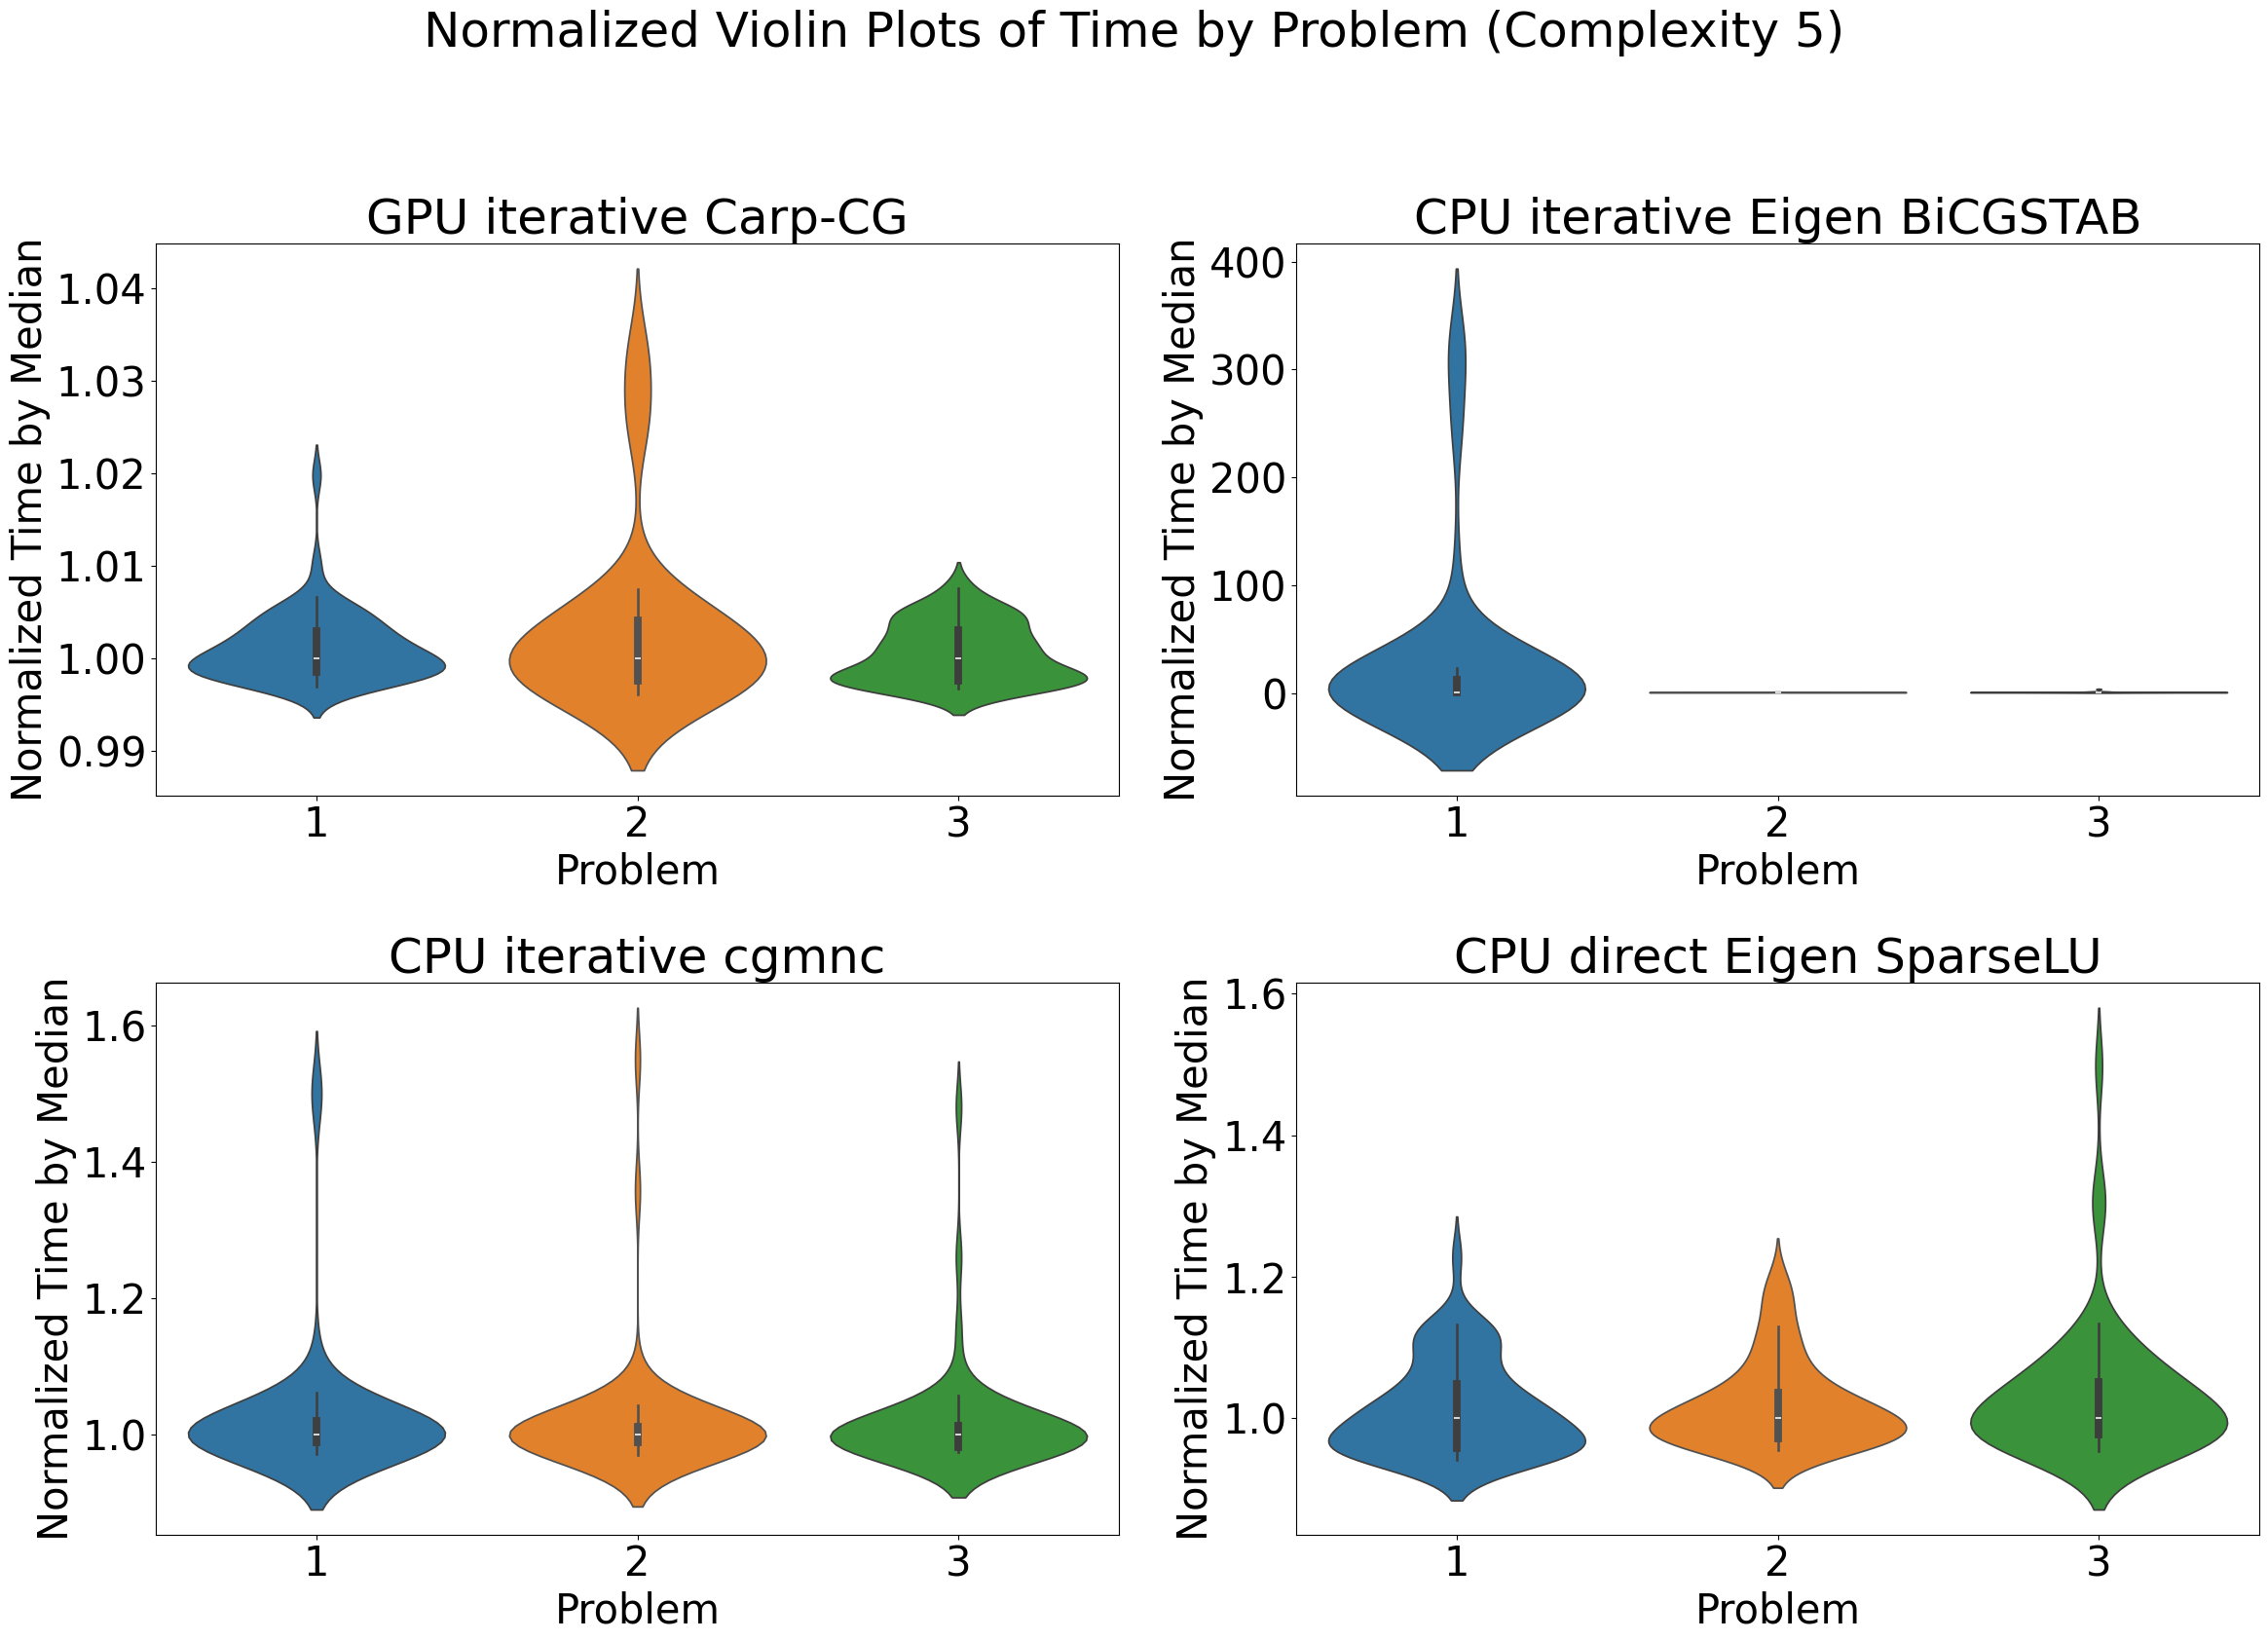 Normalized Violin Plots of Time by Problem (Complexity 5)
GPU iterative Carp-CG
Normalized Time by Median
1.04
1.03
1.02
1.01
1.00
0.99
1 2 3
Problem
CPU iterative Eigen BiCGSTAB
Normalized Time by Median
400
300
200
100
0
1 2 3
Problem
CPU iterative cgmnc
Normalized Time by Median
1.6
1.4
1.2
1.0
1 2 3
Problem
CPU direct Eigen SparseLU
Normalized Time by Median
1.6
1.4
1.2
1.0
1 2 3
Problem